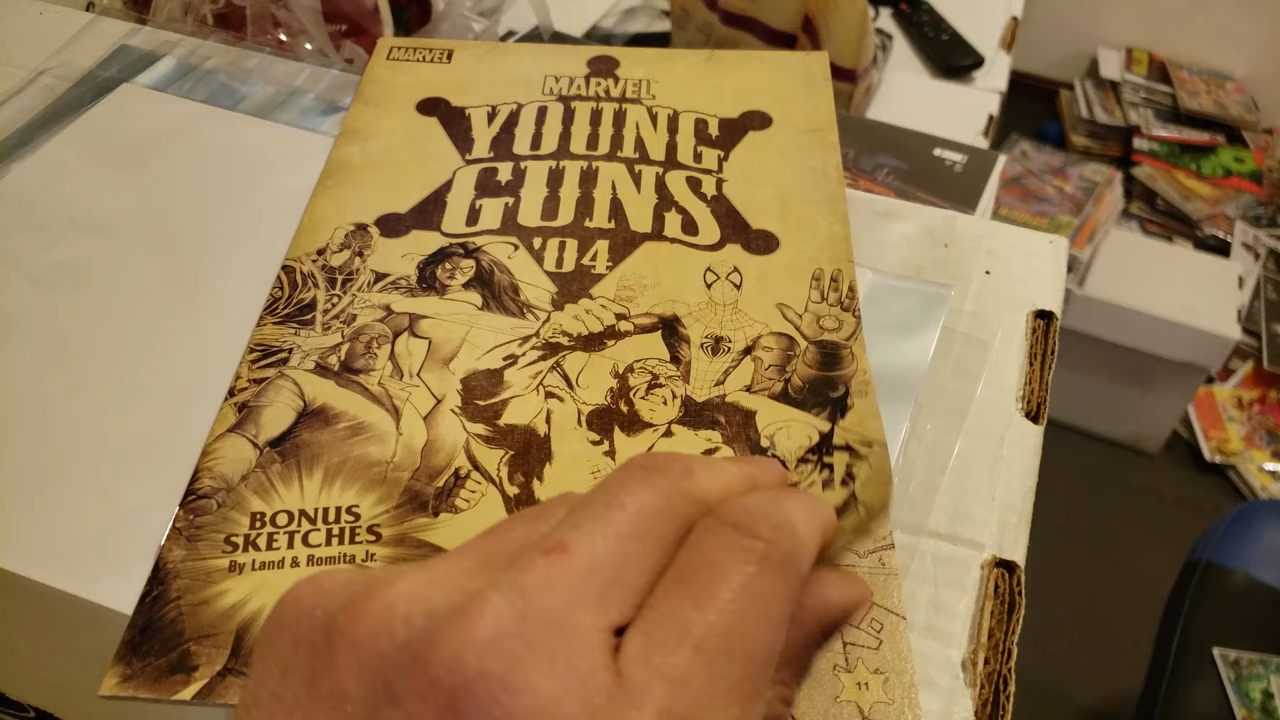 MARVEL
MARVEL
YOUNG
GUNS
'04
BONUS
SKETCHES
By Land & Romita Jr.
11